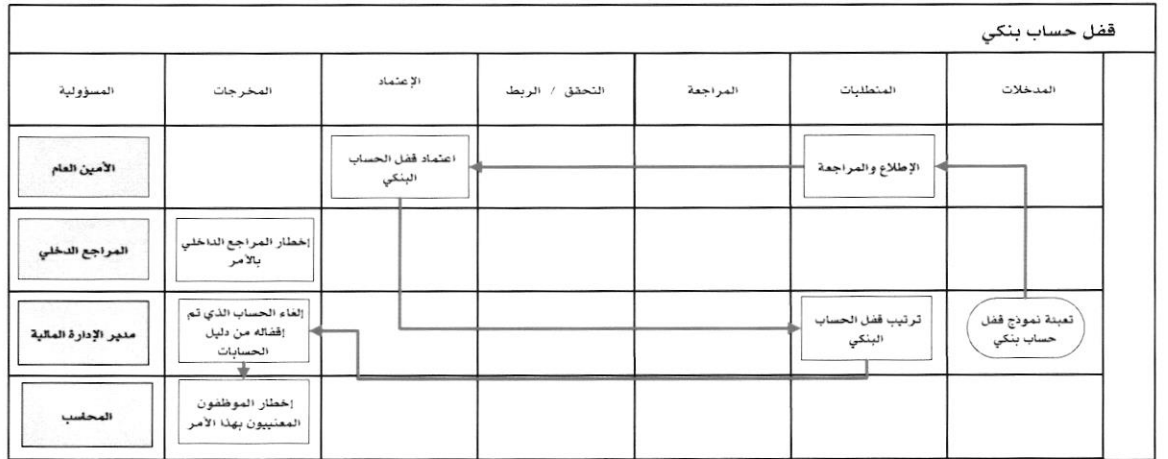 قفل حساب بنكي
المدخلات
المتطلبات
المراجعة
التحقق / الربط
الإعتماد
المخرجات
المسؤولية
الإطلاع والمراجعة
اعتماد قفل الحساب
البنكي
الأمين العام
إخطار المراجع الداخلي
بالأمر
المراجع الدخلي
تعبئة نموذج قفل
حساب بنكي
ترتيب قفل الحساب
البنكي
إلغاء الحساب الذي تم
إقفاله من دليل
الحسابات
مدير الإدارة المالية
إخطار الموظفون
المعنييون بهذا الأمر
المحاسب